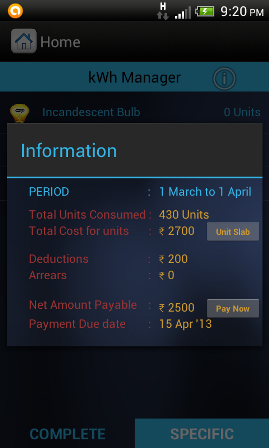 H
9:20 PM
Home
kWh Manager
Incandescent Bulb 0 Units
Information
PERIOD : 1 March to 1 April
Total Units Consumed : 430 Units
Total Cost for units : ₹ 2700 Unit Slab
Deductions : ₹ 200
Arrears : ₹ 0
Net Amount Payable : ₹ 2500 Pay Now
Payment Due date : 15 Apr '13
COMPLETE SPECIFIC